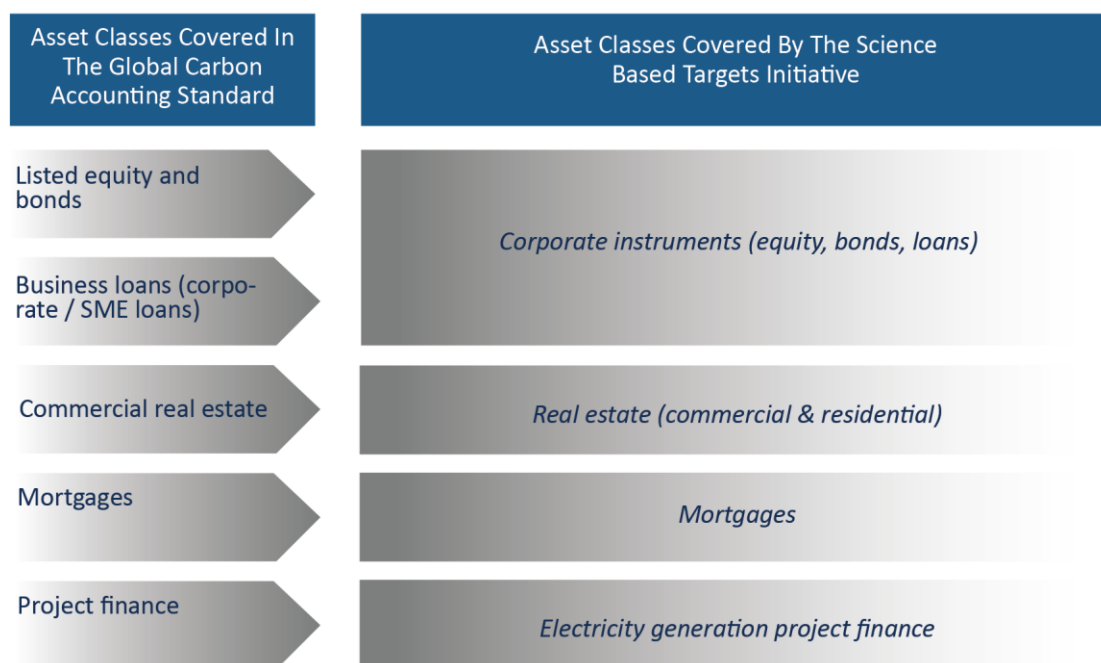 Asset Classes Covered In
The Global Carbon
Accounting Standard
Asset Classes Covered By The Science
Based Targets Initiative
Listed equity and
bonds
Corporate instruments (equity, bonds, loans)
Business loans (corpo-
rate / SME loans)
Commercial real estate
Real estate (commercial & residential)
Mortgages
Mortgages
Project finance
Electricity generation project finance